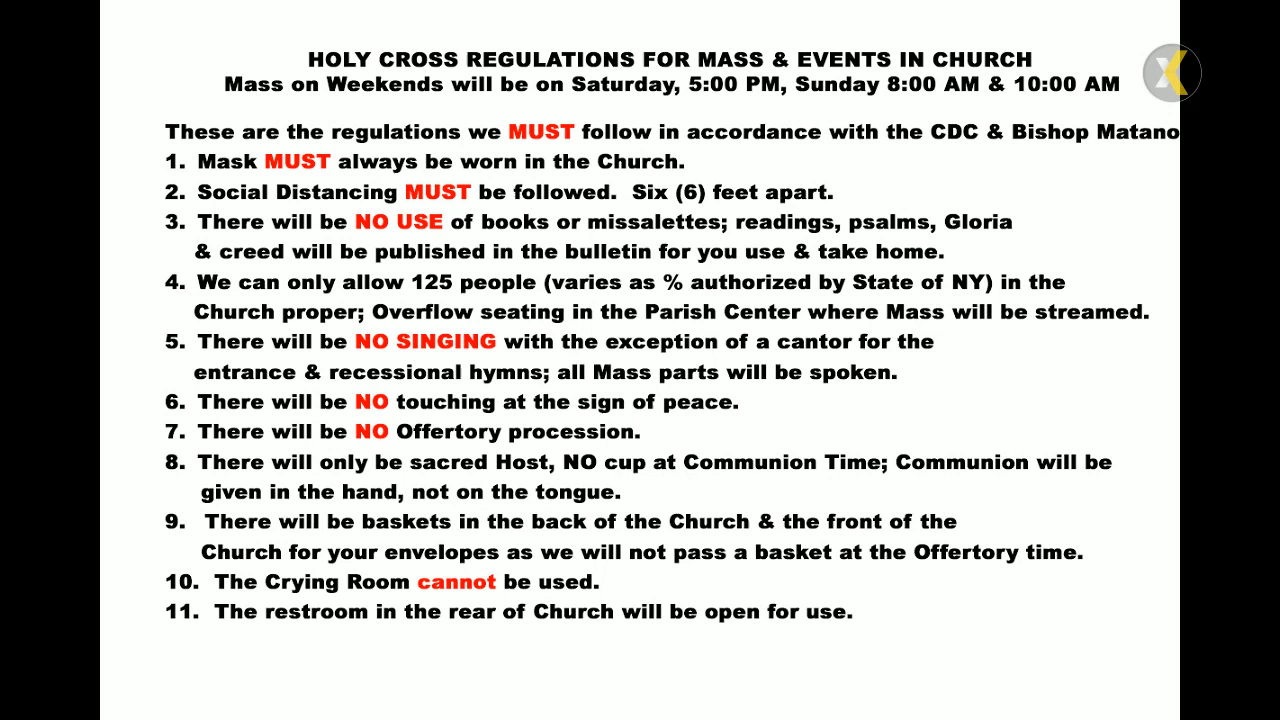 HOLY CROSS REGULATIONS FOR MASS & EVENTS IN CHURCH
Mass on Weekends will be on Saturday, 5:00 PM, Sunday 8:00 AM & 10:00 AM
These are the regulations we MUST follow in accordance with the CDC & Bishop Matano
1. Mask MUST always be worn in the Church.
2. Social Distancing MUST be followed. Six (6) feet apart.
3. There will be NO USE of books or missalettes; readings, psalms, Gloria
& creed will be published in the bulletin for you use & take home.
4. We can only allow 125 people (varies as % authorized by State of NY) in the
Church proper; Overflow seating in the Parish Center where Mass will be streamed.
5. There will be NO SINGING with the exception of a cantor for the
entrance & recessional hymns; all Mass parts will be spoken.
6. There will be NO touching at the sign of peace.
7. There will be NO Offertory procession.
8. There will only be sacred Host, NO cup at Communion Time; Communion will be
given in the hand, not on the tongue.
9. There will be baskets in the back of the Church & the front of the
Church for your envelopes as we will not pass a basket at the Offertory time.
10. The Crying Room cannot be used.
11. The restroom in the rear of Church will be open for use.